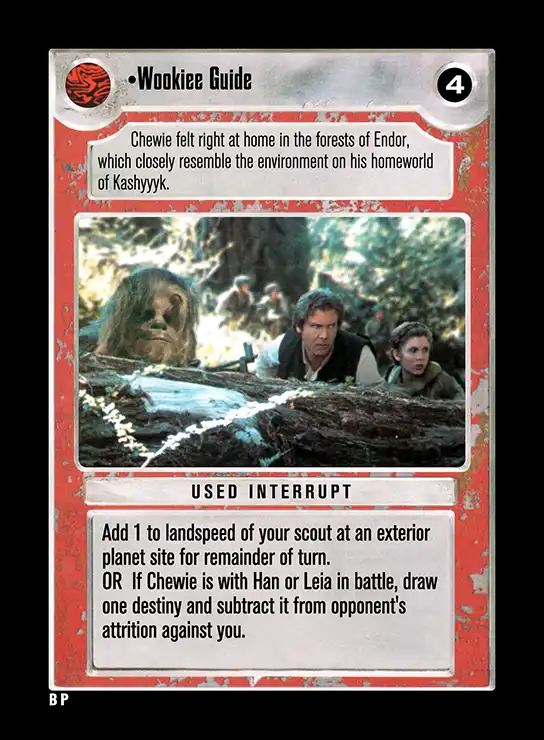 •Wookiee Guide
4
Chewie felt right at home in the forests of Endor,
which closely resemble the environment on his homeworld
of Kashyyyk.
USED INTERRUPT
Add 1 to landspeed of your scout at an exterior
planet site for remainder of turn.
OR If Chewie is with Han or Leia in battle, draw
one destiny and subtract it from opponent's
attrition against you.
B P